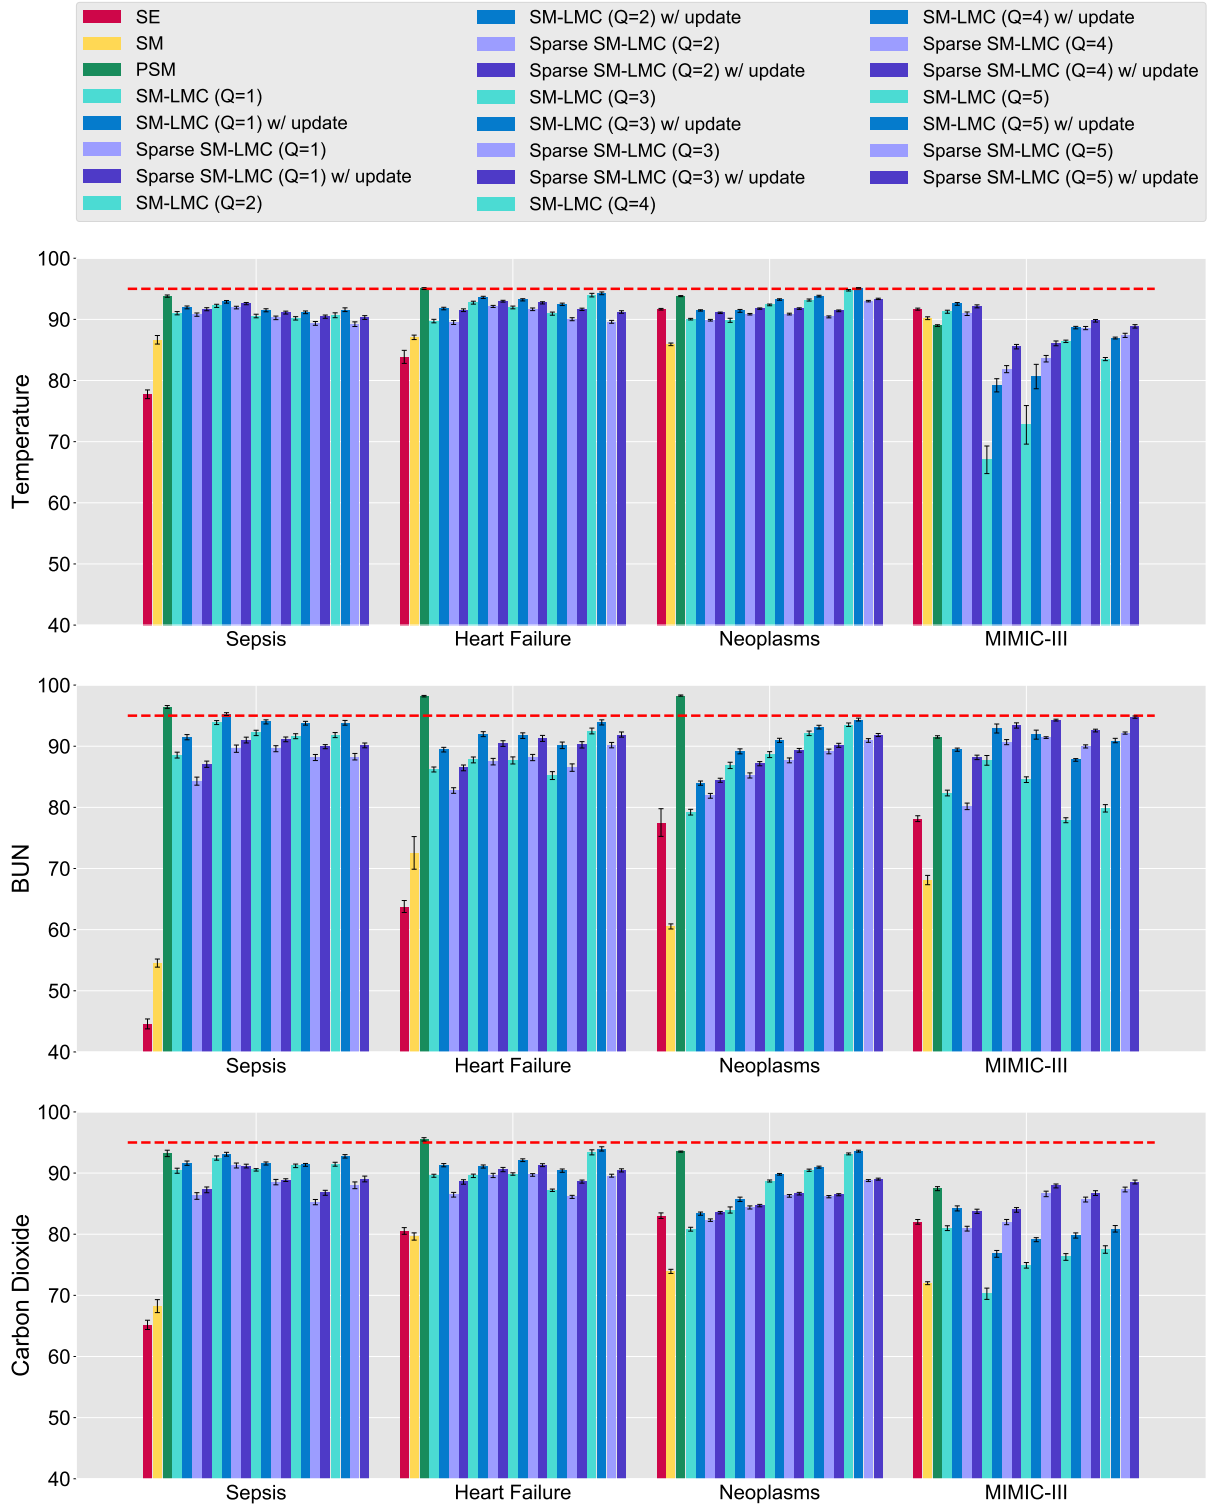 SE
SM
PSM
SM-LMC (Q=1)
SM-LMC (Q=1) w/ update
Sparse SM-LMC (Q=1)
Sparse SM-LMC (Q=1) w/ update
SM-LMC (Q=2)
SM-LMC (Q=2) w/ update
Sparse SM-LMC (Q=2)
Sparse SM-LMC (Q=2) w/ update
SM-LMC (Q=3)
SM-LMC (Q=3) w/ update
Sparse SM-LMC (Q=3)
Sparse SM-LMC (Q=3) w/ update
SM-LMC (Q=4)
SM-LMC (Q=4) w/ update
Sparse SM-LMC (Q=4)
Sparse SM-LMC (Q=4) w/ update
SM-LMC (Q=5)
SM-LMC (Q=5) w/ update
Sparse SM-LMC (Q=5)
Sparse SM-LMC (Q=5) w/ update
Temperature
100
90
80
70
60
50
40
Sepsis Heart Failure Neoplasms MIMIC-III
BUN
100
90
80
70
60
50
40
Sepsis Heart Failure Neoplasms MIMIC-III
Carbon Dioxide
100
90
80
70
60
50
40
Sepsis Heart Failure Neoplasms MIMIC-III